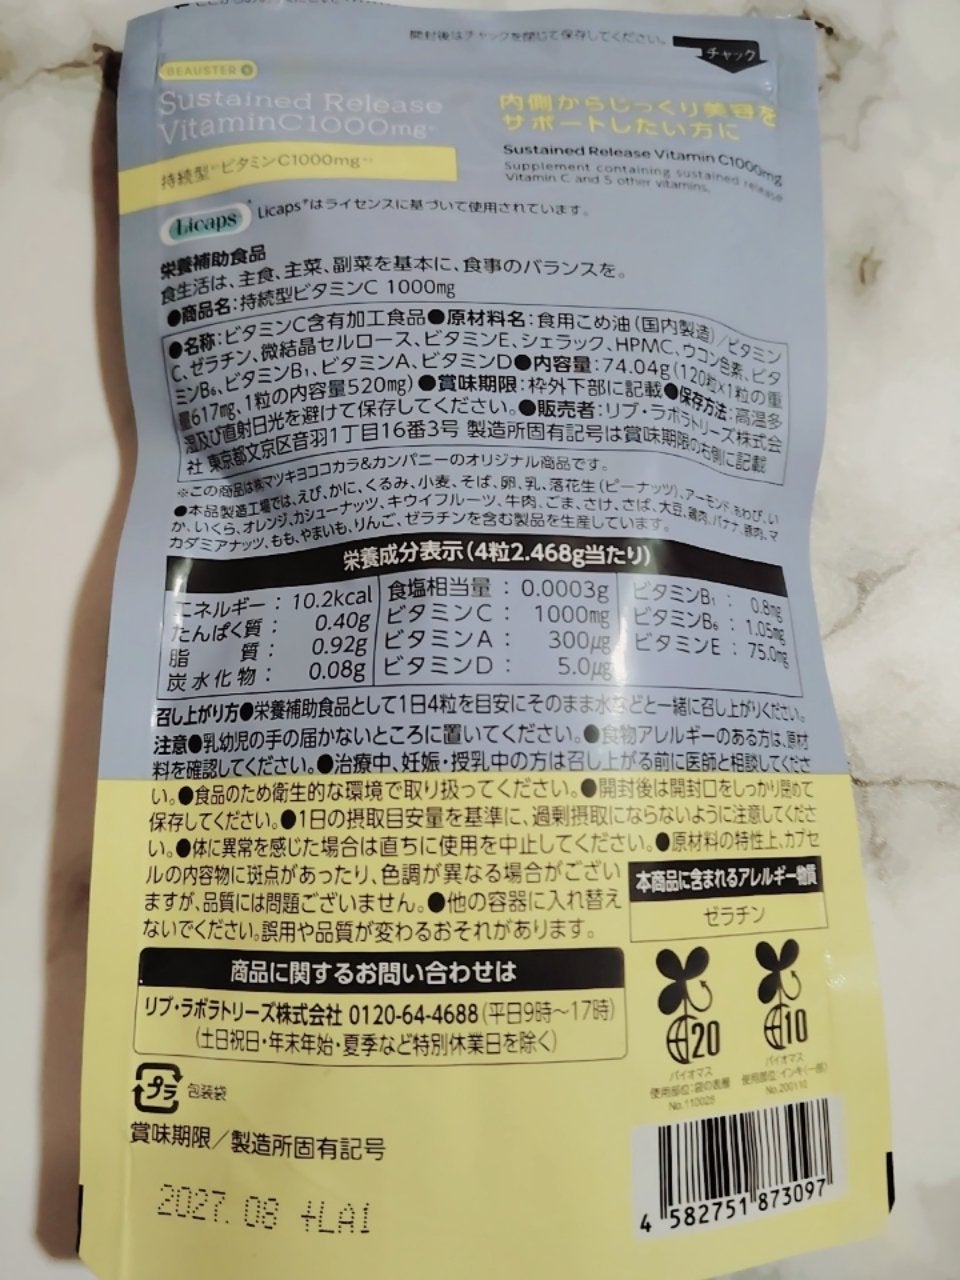 開封後はチャックを閉じて保存してください。
チャック
BEAUSTER
Sustained Release
VitaminC1000mg
持続型 ビタミンC1000mg
内側からじっくり美容を
サポートしたい方に
Sustained Release Vitamin C1000mg
Supplement containing sustained release
Vitamin C and 5 other vitamins.
Licaps
Licaps®はライセンスに基づいて使用されています。
栄養補助食品
食生活は、主食、主菜、副菜を基本に、食事のバランスを。
●商品名:持続型ビタミンC 1000mg
●名称:ビタミンC含有加工食品●原材料名:食用こめ油(国内製造)/ビタミン
C、ゼラチン、微結晶セルロース、ビタミンE、シェラック、HPMC、ウコン色素、ビタ
ミンB₆、ビタミンB₁、ビタミンA、ビタミンD●内容量:74.04g(120粒×1粒の重
量617mg、1粒の内容量520mg)●賞味期限:枠外下部に記載●保存方法:高温多
湿及び直射日光を避けて保存してください。●販売者:リブ・ラボラトリーズ株式会
社 東京都文京区音羽1丁目16番3号 製造所固有記号は賞味期限の右側に記載
※この商品は㈱マツキヨココカラ&カンパニーのオリジナル商品です。
●本品製造工場では、えび、かに、くるみ、小麦、そば、卵、乳、落花生(ピーナッツ)、アーモンド、あわび、い
か、いくら、オレンジ、カシューナッツ、キウイフルーツ、牛肉、ごま、さけ、さば、大豆、鶏肉、バナナ、豚肉、マ
カダミアナッツ、もも、やまいも、りんご、ゼラチンを含む製品を生産しています。
栄養成分表示(4粒2.468g当たり)
エネルギー:10.2kcal
たんぱく質:0.40g
脂質:0.92g
炭水化物:0.08g
食塩相当量:0.0003g
ビタミンC:1000mg
ビタミンA:300μg
ビタミンD:5.0μg
ビタミンB₁:0.8mg
ビタミンB₆:1.05mg
ビタミンE:75.0mg
召し上がり方●栄養補助食品として1日4粒を目安にそのまま水などと一緒に召し上がりください。
注意●乳幼児の手の届かないところに置いてください。●食物アレルギーのある方は、原材
料を確認してください。●治療中、妊娠・授乳中の方は召し上がる前に医師と相談してくださ
い。●食品のため衛生的な環境で取り扱ってください。●開封後は開封口をしっかり閉めて
保存してください。●1日の摂取目安量を基準に、過剰摂取にならないように注意してくださ
い。●体に異常を感じた場合は直ちに使用を中止してください。●原材料の特性上、カプセ
ルの内容物に斑点があったり、色調が異なる場合がござい
ますが、品質には問題ございません。●他の容器に入れ替え
ないでください。誤用や品質が変わるおそれがあります。
本商品に含まれるアレルギー物質
ゼラチン
商品に関するお問い合わせは
リブ・ラボラトリーズ株式会社 0120-64-4688(平日9時〜17時)
(土日祝日・年末年始・夏季など特別休業日を除く)
20
バイオマス
使用部位:袋の表層
No.110028
10
バイオマス
使用部位:インキ(一部)
No.200110
プラ 包装袋
賞味期限/製造所固有記号
2027.08 +LA1
4 582751 873097